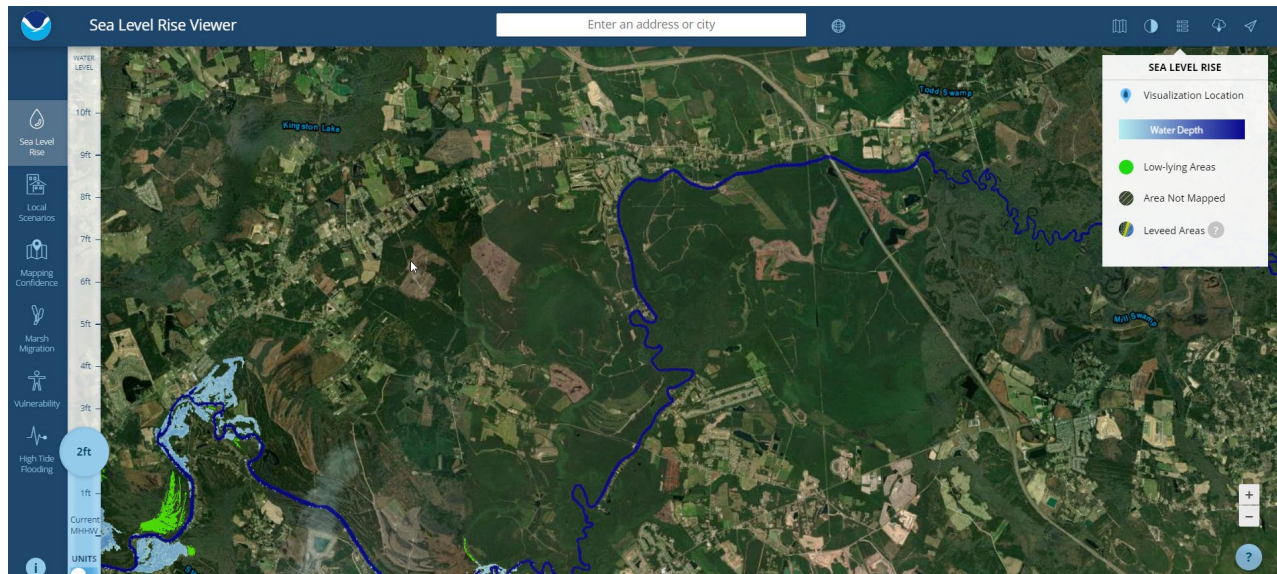 Sea Level Rise Viewer
Enter an address or city
WATER
LEVEL
10ft
9ft
8ft
7ft
6ft
5ft
4ft
3ft
2ft
1ft
Current
MHHW
UNITS
Sea Level
Rise
Local
Scenarios
Mapping
Confidence
Marsh
Migration
Vulnerability
High Tide
Flooding
i
Kingston Lake
Todd Swamp
Mill Swamp
SEA LEVEL RISE
Visualization Location
Water Depth
Low-lying Areas
Area Not Mapped
Leveed Areas ?
+
−
?